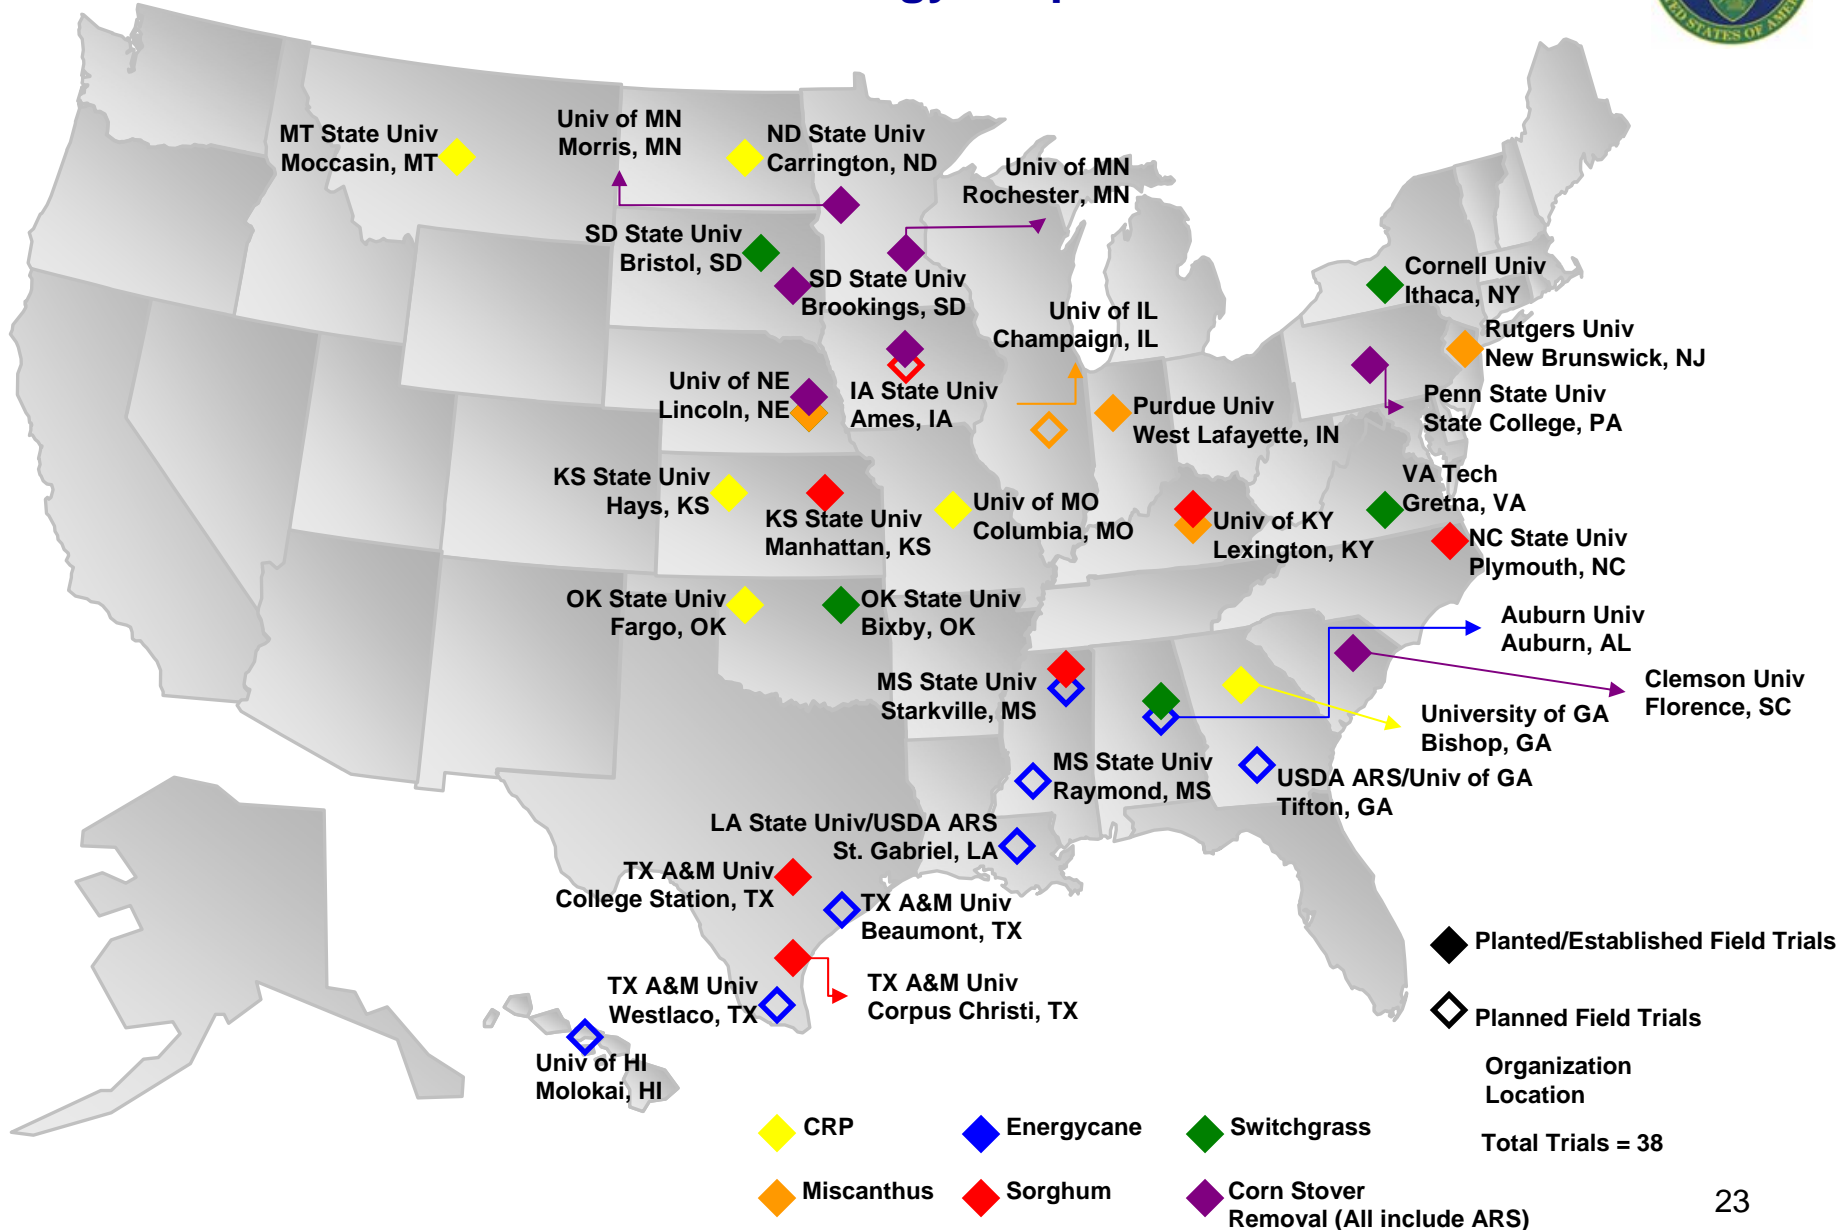 MT State Univ
Moccasin, MT
Univ of MN
Morris, MN
ND State Univ
Carrington, ND
Univ of MN
Rochester, MN
SD State Univ
Bristol, SD
SD State Univ
Brookings, SD
Cornell Univ
Ithaca, NY
Univ of IL
Champaign, IL
Rutgers Univ
New Brunswick, NJ
Univ of NE
Lincoln, NE
IA State Univ
Ames, IA
Purdue Univ
West Lafayette, IN
Penn State Univ
State College, PA
KS State Univ
Hays, KS
KS State Univ
Manhattan, KS
Univ of MO
Columbia, MO
Univ of KY
Lexington, KY
VA Tech
Gretna, VA
NC State Univ
Plymouth, NC
OK State Univ
Fargo, OK
OK State Univ
Bixby, OK
Auburn Univ
Auburn, AL
MS State Univ
Starkville, MS
Clemson Univ
Florence, SC
University of GA
Bishop, GA
MS State Univ
Raymond, MS
USDA ARS/Univ of GA
Tifton, GA
LA State Univ/USDA ARS
St. Gabriel, LA
TX A&M Univ
College Station, TX
TX A&M Univ
Beaumont, TX
TX A&M Univ
Westlaco, TX
TX A&M Univ
Corpus Christi, TX
Univ of HI
Molokai, HI
Planted/Established Field Trials
Planned Field Trials
Organization
Location
Total Trials = 38
CRP
Energycane
Switchgrass
Miscanthus
Sorghum
Corn Stover
Removal (All include ARS)
23